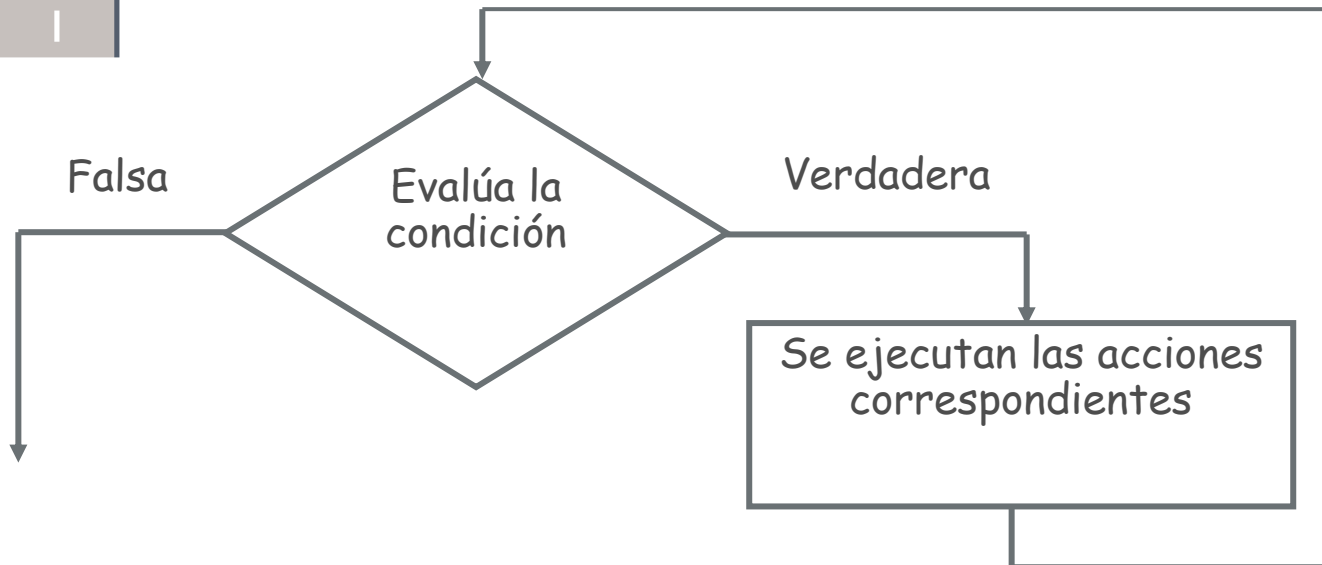 Falsa
Evalúa la
condición
Verdadera
Se ejecutan las acciones
correspondientes